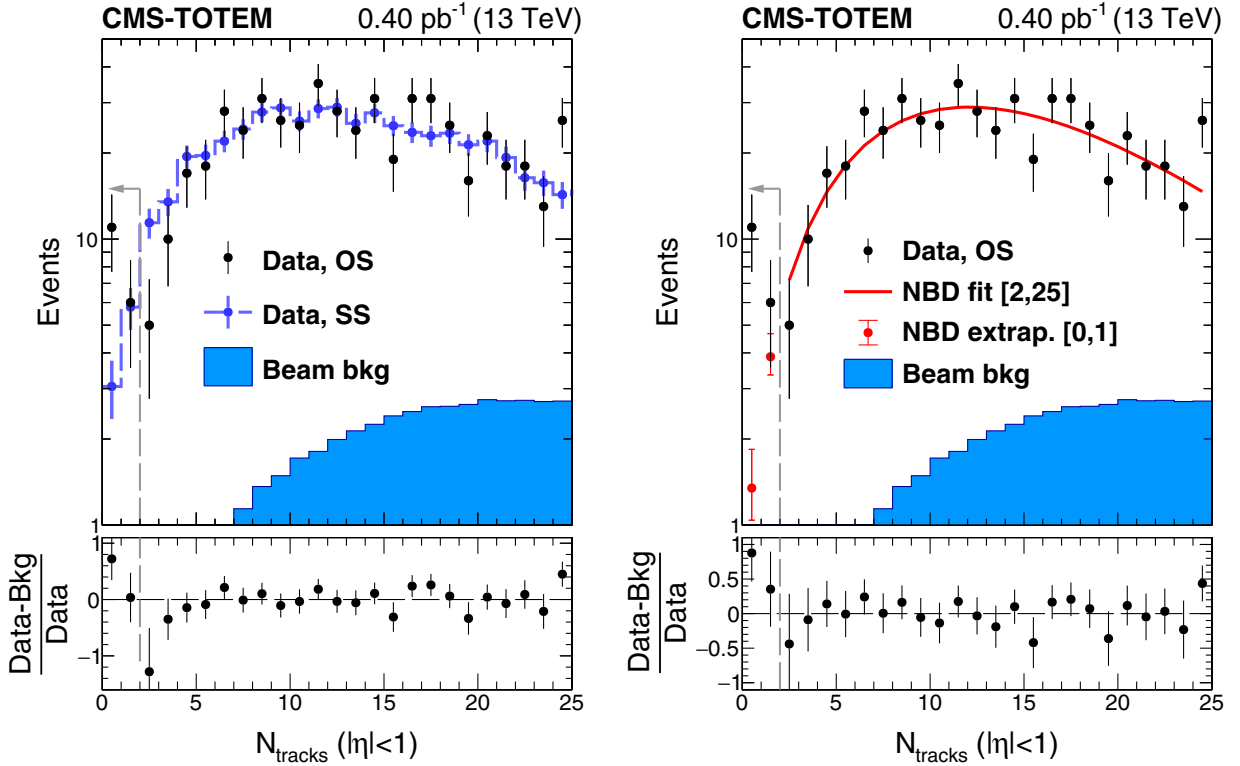 CMS-TOTEM 0.40 pb⁻¹ (13 TeV)
Events
10
1
Data, OS
Data, SS
Beam bkg
Data-Bkg
Data
1
0
−1
0 5 10 15 20 25
N_tracks (|η|<1)
CMS-TOTEM 0.40 pb⁻¹ (13 TeV)
Events
10
1
Data, OS
NBD fit [2,25]
NBD extrap. [0,1]
Beam bkg
Data-Bkg
Data
1
0.5
0
−0.5
−1
0 5 10 15 20 25
N_tracks (|η|<1)